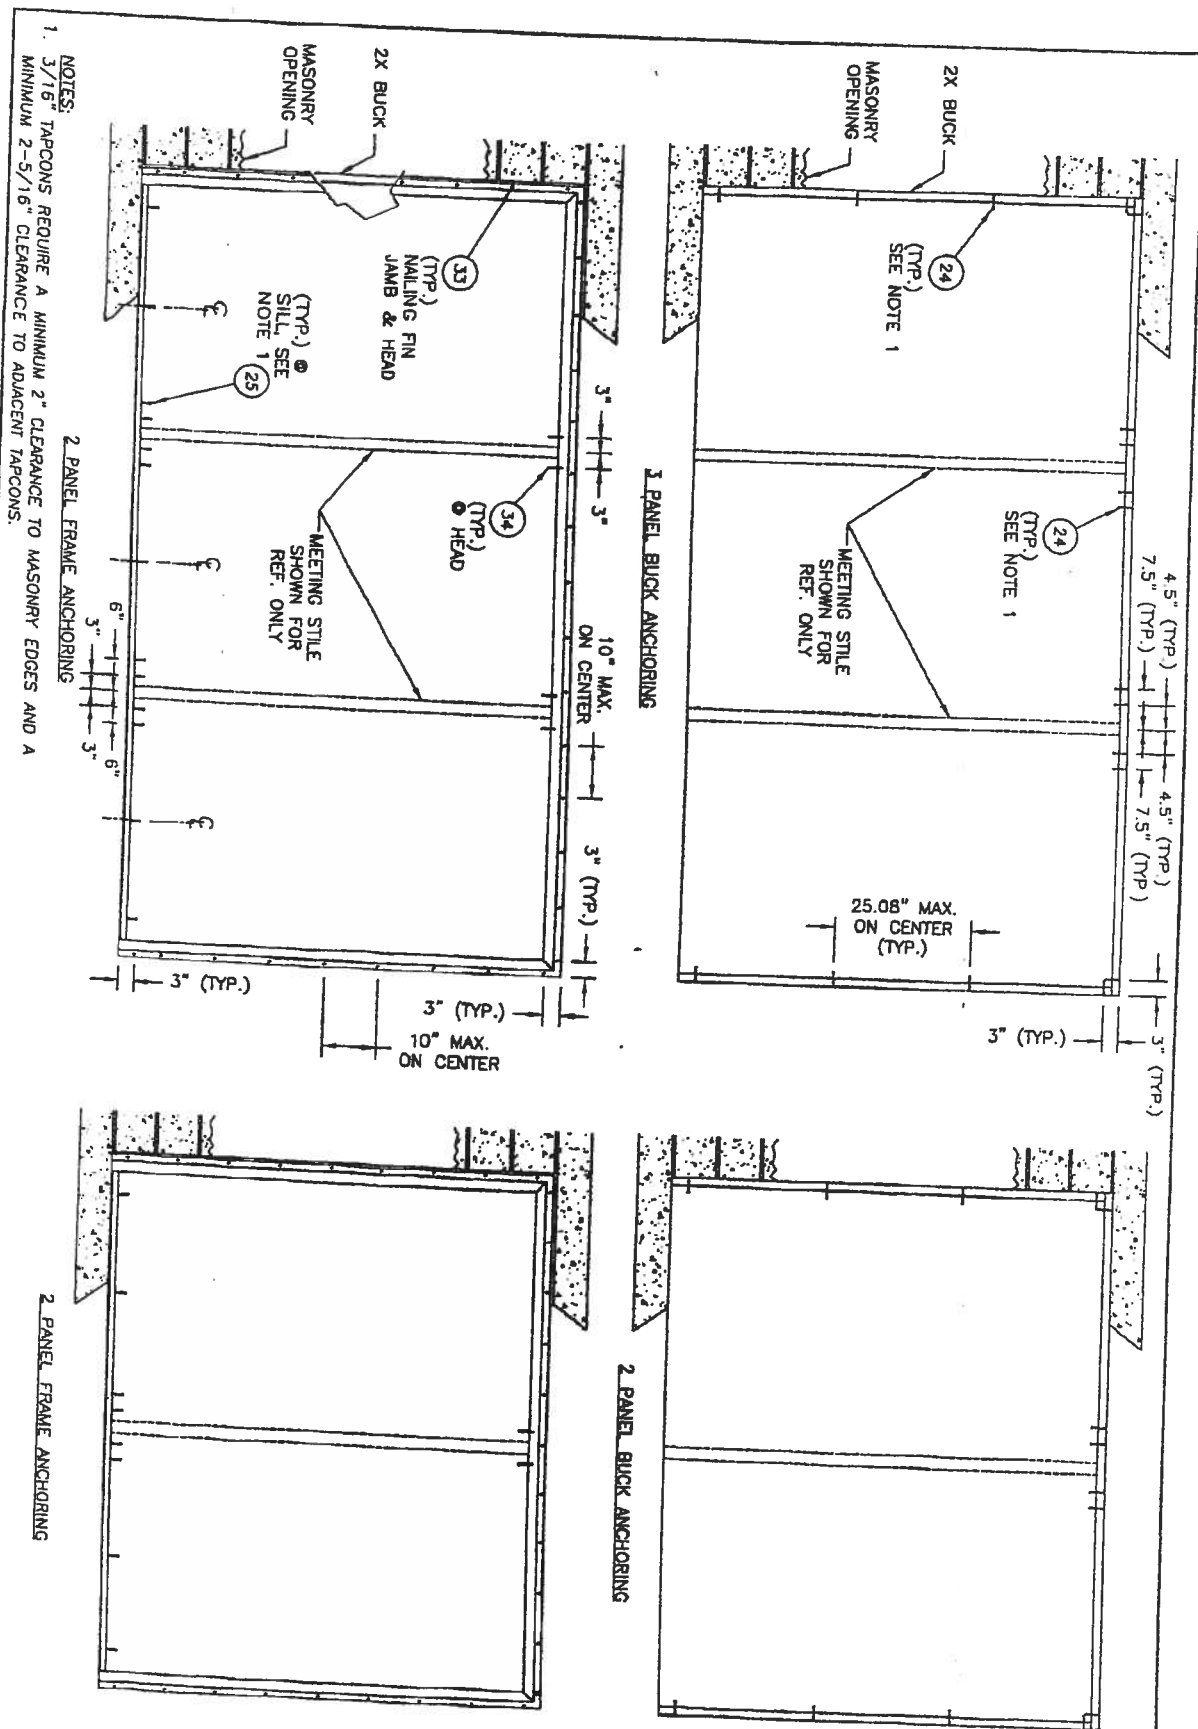 4.5" (TYP.)
7.5" (TYP.)
4.5" (TYP.)
7.5" (TYP)
3" (TYP.)
3" (TYP.)
2X BUCK
MASONRY
OPENING
24
(TYP.)
SEE NOTE 1
24
(TYP.)
SEE NOTE 1
MEETING STILE
SHOWN FOR
REF. ONLY
25.08" MAX.
ON CENTER
(TYP.)
3 PANEL BUCK ANCHORING
2 PANEL BUCK ANCHORING
3"
3"
10" MAX.
ON CENTER
3" (TYP.)
3" (TYP.)
10" MAX.
ON CENTER
3" (TYP.)
2X BUCK
MASONRY
OPENING
33
(TYP.)
NAILING FIN
JAMB & HEAD
34
(TYP.)
@ HEAD
MEETING STILE
SHOWN FOR
REF. ONLY
(TYP.) @
SILL, SEE
NOTE 1
25
6"
3"
3"
6"
2 PANEL FRAME ANCHORING
2 PANEL FRAME ANCHORING
NOTES:
1. 3/16" TAPCONS REQUIRE A MINIMUM 2" CLEARANCE TO MASONRY EDGES AND A
MINIMUM 2-5/16" CLEARANCE TO ADJACENT TAPCONS.